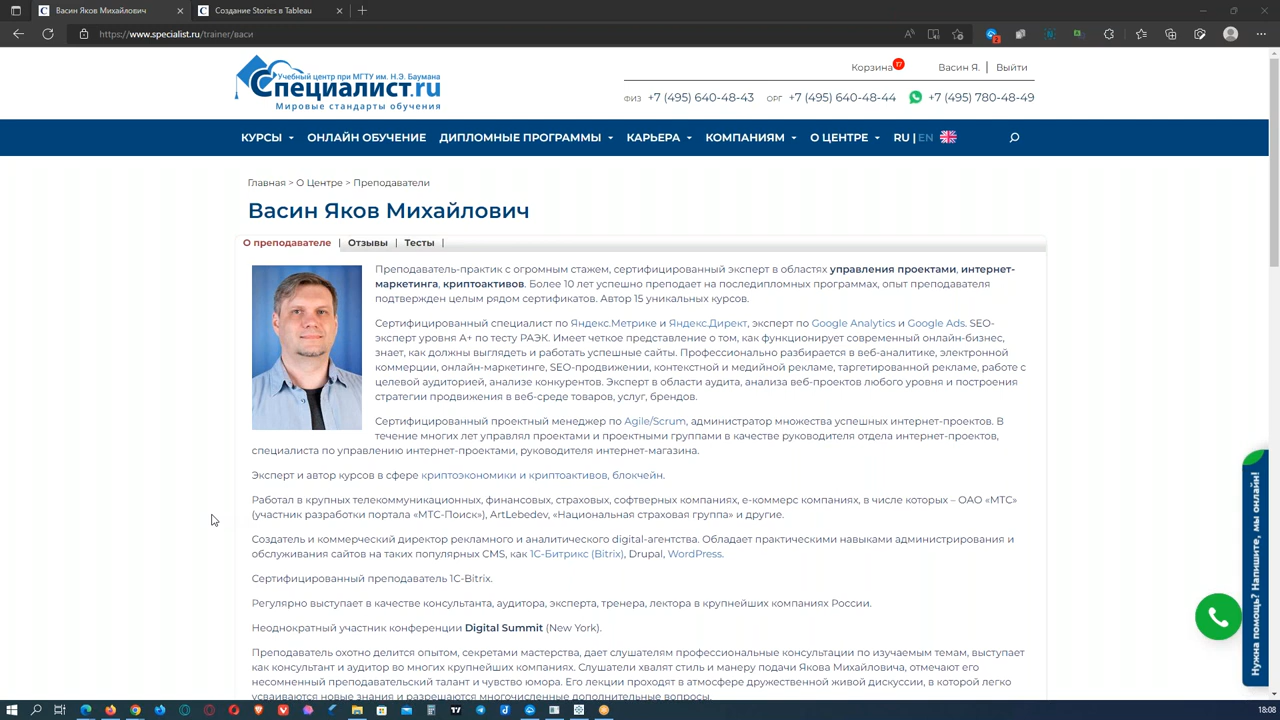 Васин Яков Михайлович
Создание Stories в Tableau
https://www.specialist.ru/trainer/васи
Учебный центр при МГТУ им. Н.Э. Баумана
Специалист.ru
Мировые стандарты обучения
Корзина 17
Васин Я. | Выйти
ФИЗ +7 (495) 640-48-43 ОРГ +7 (495) 640-48-44 +7 (495) 780-48-49
КУРСЫ ОНЛАЙН ОБУЧЕНИЕ ДИПЛОМНЫЕ ПРОГРАММЫ КАРЬЕРА КОМПАНИЯМ О ЦЕНТРЕ RU | EN
Главная > О Центре > Преподаватели
Васин Яков Михайлович
О преподавателе | Отзывы | Тесты |
Преподаватель-практик с огромным стажем, сертифицированный эксперт в областях управления проектами, интернет-
маркетинга, криптоактивов. Более 10 лет успешно преподает на последипломных программах, опыт преподавателя
подтвержден целым рядом сертификатов. Автор 15 уникальных курсов.
Сертифицированный специалист по Яндекс.Метрике и Яндекс.Директ, эксперт по Google Analytics и Google Ads. SEO-
эксперт уровня А+ по тесту РАЭК. Имеет четкое представление о том, как функционирует современный онлайн-бизнес,
знает, как должны выглядеть и работать успешные сайты. Профессионально разбирается в веб-аналитике, электронной
коммерции, онлайн-маркетинге, SEO-продвижении, контекстной и медийной рекламе, таргетированной рекламе, работе с
целевой аудиторией, анализе конкурентов. Эксперт в области аудита, анализа веб-проектов любого уровня и построения
стратегии продвижения в веб-среде товаров, услуг, брендов.
Сертифицированный проектный менеджер по Agile/Scrum, администратор множества успешных интернет-проектов. В
течение многих лет управлял проектами и проектными группами в качестве руководителя отдела интернет-проектов,
специалиста по управлению интернет-проектами, руководителя интернет-магазина.
Эксперт и автор курсов в сфере криптоэкономики и криптоактивов, блокчейн.
Работал в крупных телекоммуникационных, финансовых, страховых, софтверных компаниях, е-коммерс компаниях, в числе которых – ОАО «МТС»
(участник разработки портала «МТС-Поиск»), ArtLebedev, «Национальная страховая группа» и другие.
Создатель и коммерческий директор рекламного и аналитического digital-агентства. Обладает практическими навыками администрирования и
обслуживания сайтов на таких популярных CMS, как 1С-Битрикс (Bitrix), Drupal, WordPress.
Сертифицированный преподаватель 1C-Bitrix.
Регулярно выступает в качестве консультанта, аудитора, эксперта, тренера, лектора в крупнейших компаниях России.
Неоднократный участник конференции Digital Summit (New York).
Преподаватель охотно делится опытом, секретами мастерства, дает слушателям профессиональные консультации по изучаемым темам, выступает
как консультант и аудитор во многих крупнейших компаниях. Слушатели хвалят стиль и манеру подачи Якова Михайловича, отмечают его
несомненный преподавательский талант и чувство юмора. Его лекции проходят в атмосфере дружественной живой дискуссии, в которой легко
усваиваются новые знания и разрешаются многочисленные дополнительные вопросы.
Нужна помощь? Напишите, мы онлайн!
18:08